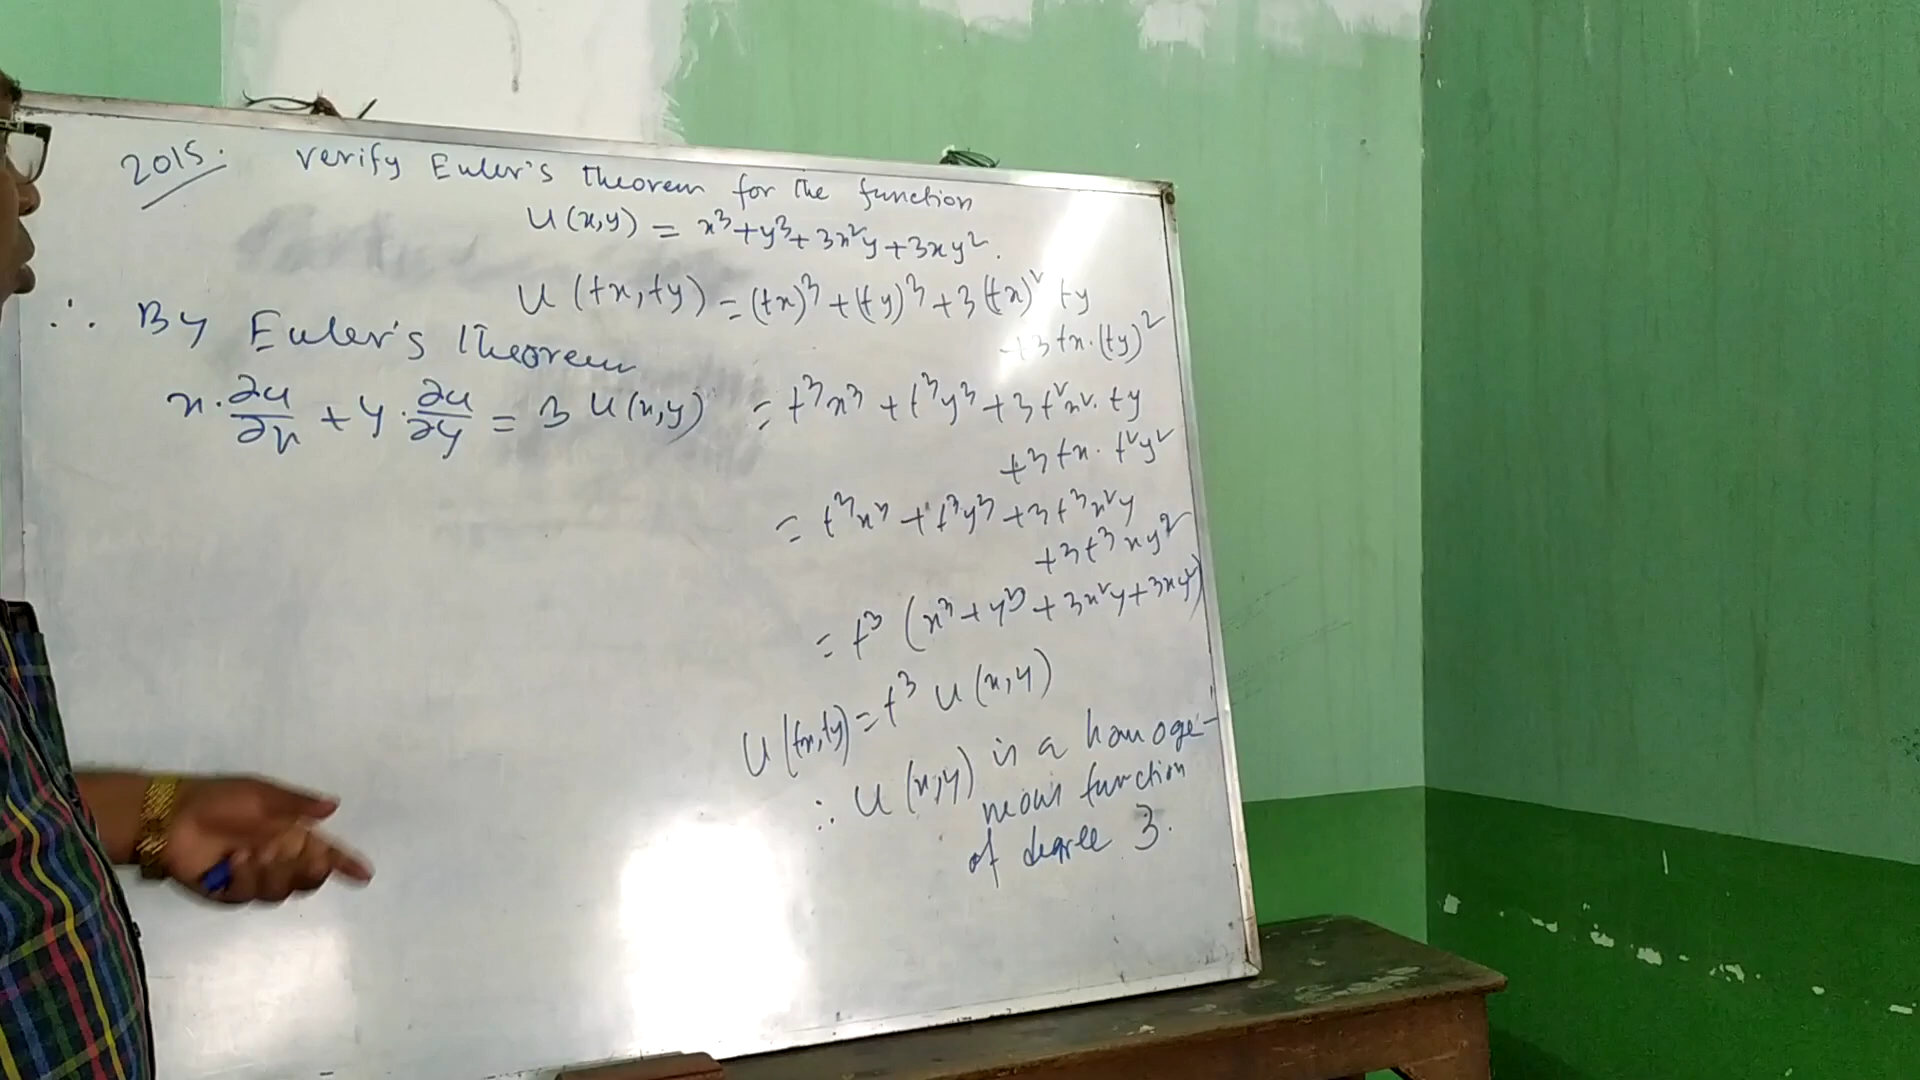 2015. verify Euler's theorem for the function
u(x,y) = x³+y³+3x²y+3xy².
u(tx,ty) = (tx)³+(ty)³+3(tx)² ty
+3tx.(ty)²
= t³x³+t³y³+3t²x².ty
+3tx.t²y²
= t³x³+t³y³+3t³x²y
+3t³xy²
= t³(x³+y³+3x²y+3xy²)
u(tx,ty) = t³ u(x,y)
∴ u(x,y) is a homoge-
neous function
of degree 3.
∴ By Euler's theorem
x.∂u/∂x + y.∂u/∂y = 3 u(x,y)